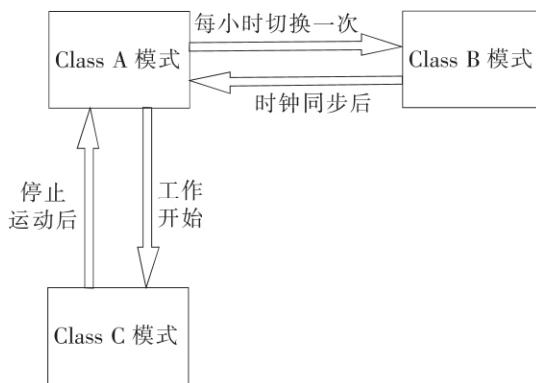 每小时切换一次
Class A 模式
Class B 模式
时钟同步后
停止
运动后
工作
开始
Class C 模式